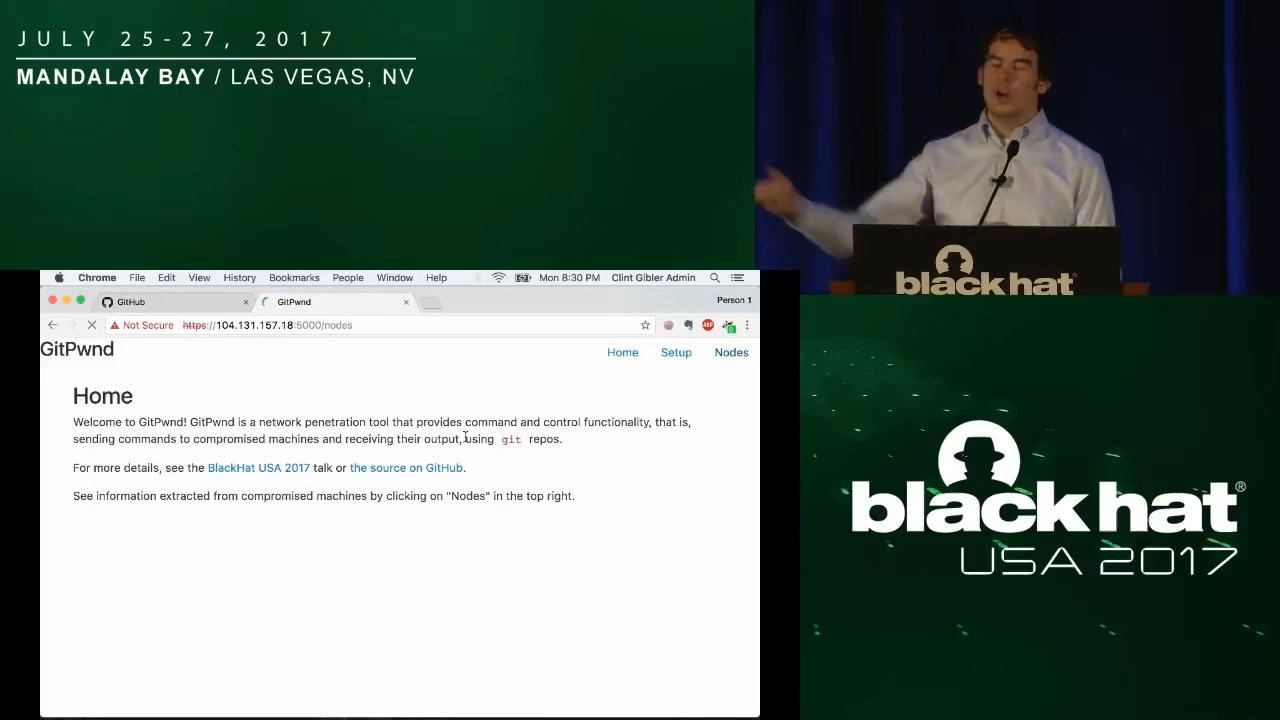 JULY 25-27, 2017
MANDALAY BAY / LAS VEGAS, NV
black hat
Chrome File Edit View History Bookmarks People Window Help Mon 8:30 PM Clint Gibler Admin
GitHub GitPwnd Person 1
Not Secure https://104.131.157.18:5000/nodes
ABP
GitPwnd
Home Setup Nodes
Home
Welcome to GitPwnd! GitPwnd is a network penetration tool that provides command and control functionality, that is,
sending commands to compromised machines and receiving their output, using git repos.
For more details, see the BlackHat USA 2017 talk or the source on GitHub.
See information extracted from compromised machines by clicking on "Nodes" in the top right.
black hat®
USA 2017